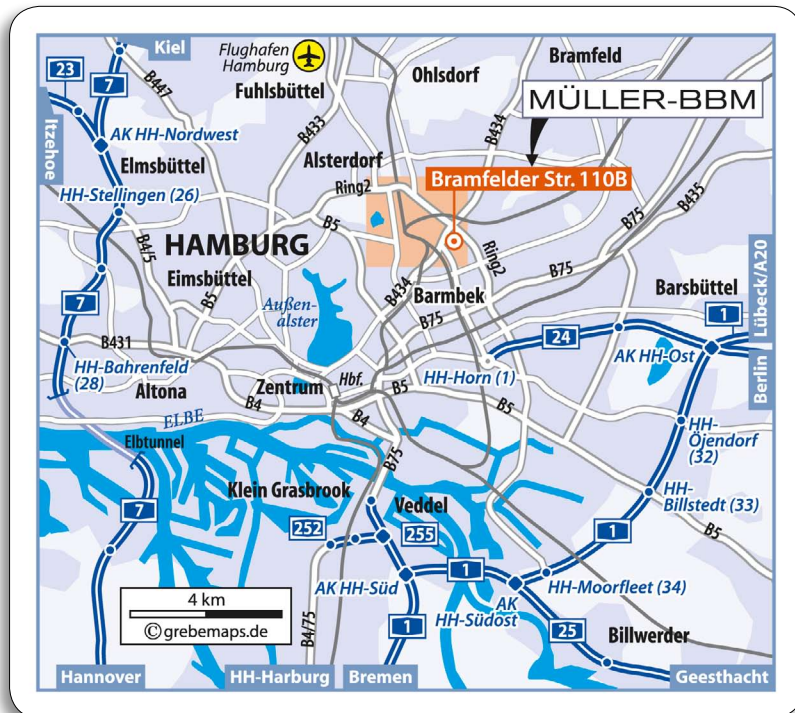 Kiel
Flughafen
Hamburg
Bramfeld
23
7
B447
Ohlsdorf
Fuhlsbüttel
B433
B434
MÜLLER-BBM
Itzehoe
AK HH-Nordwest
Elmsbüttel
Alsterdorf
Ring2
Bramfelder Str. 110B
B75
B435
HH-Stellingen (26)
B5
B4/5
HAMBURG
Ring2
Eimsbüttel
B75
Barsbüttel
Lübeck/A20
7
B5
Außen-
alster
B434
Barmbek
1
B431
B75
24
AK HH-Ost
HH-Bahrenfeld
(28)
Altona
Zentrum
Hbf.
B5
HH-Horn (1)
Berlin
B4
B4
B5
ELBE
Elbtunnel
HH-
Öjendorf
(32)
B75
Klein Grasbrook
Veddel
HH-
Billstedt (33)
7
252
255
1
B5
AK HH-Süd
1
HH-Moorfleet (34)
AK
HH-Südost
4 km
©grebemaps.de
B4/75
1
25
Billwerder
Hannover
HH-Harburg
Bremen
Geesthacht